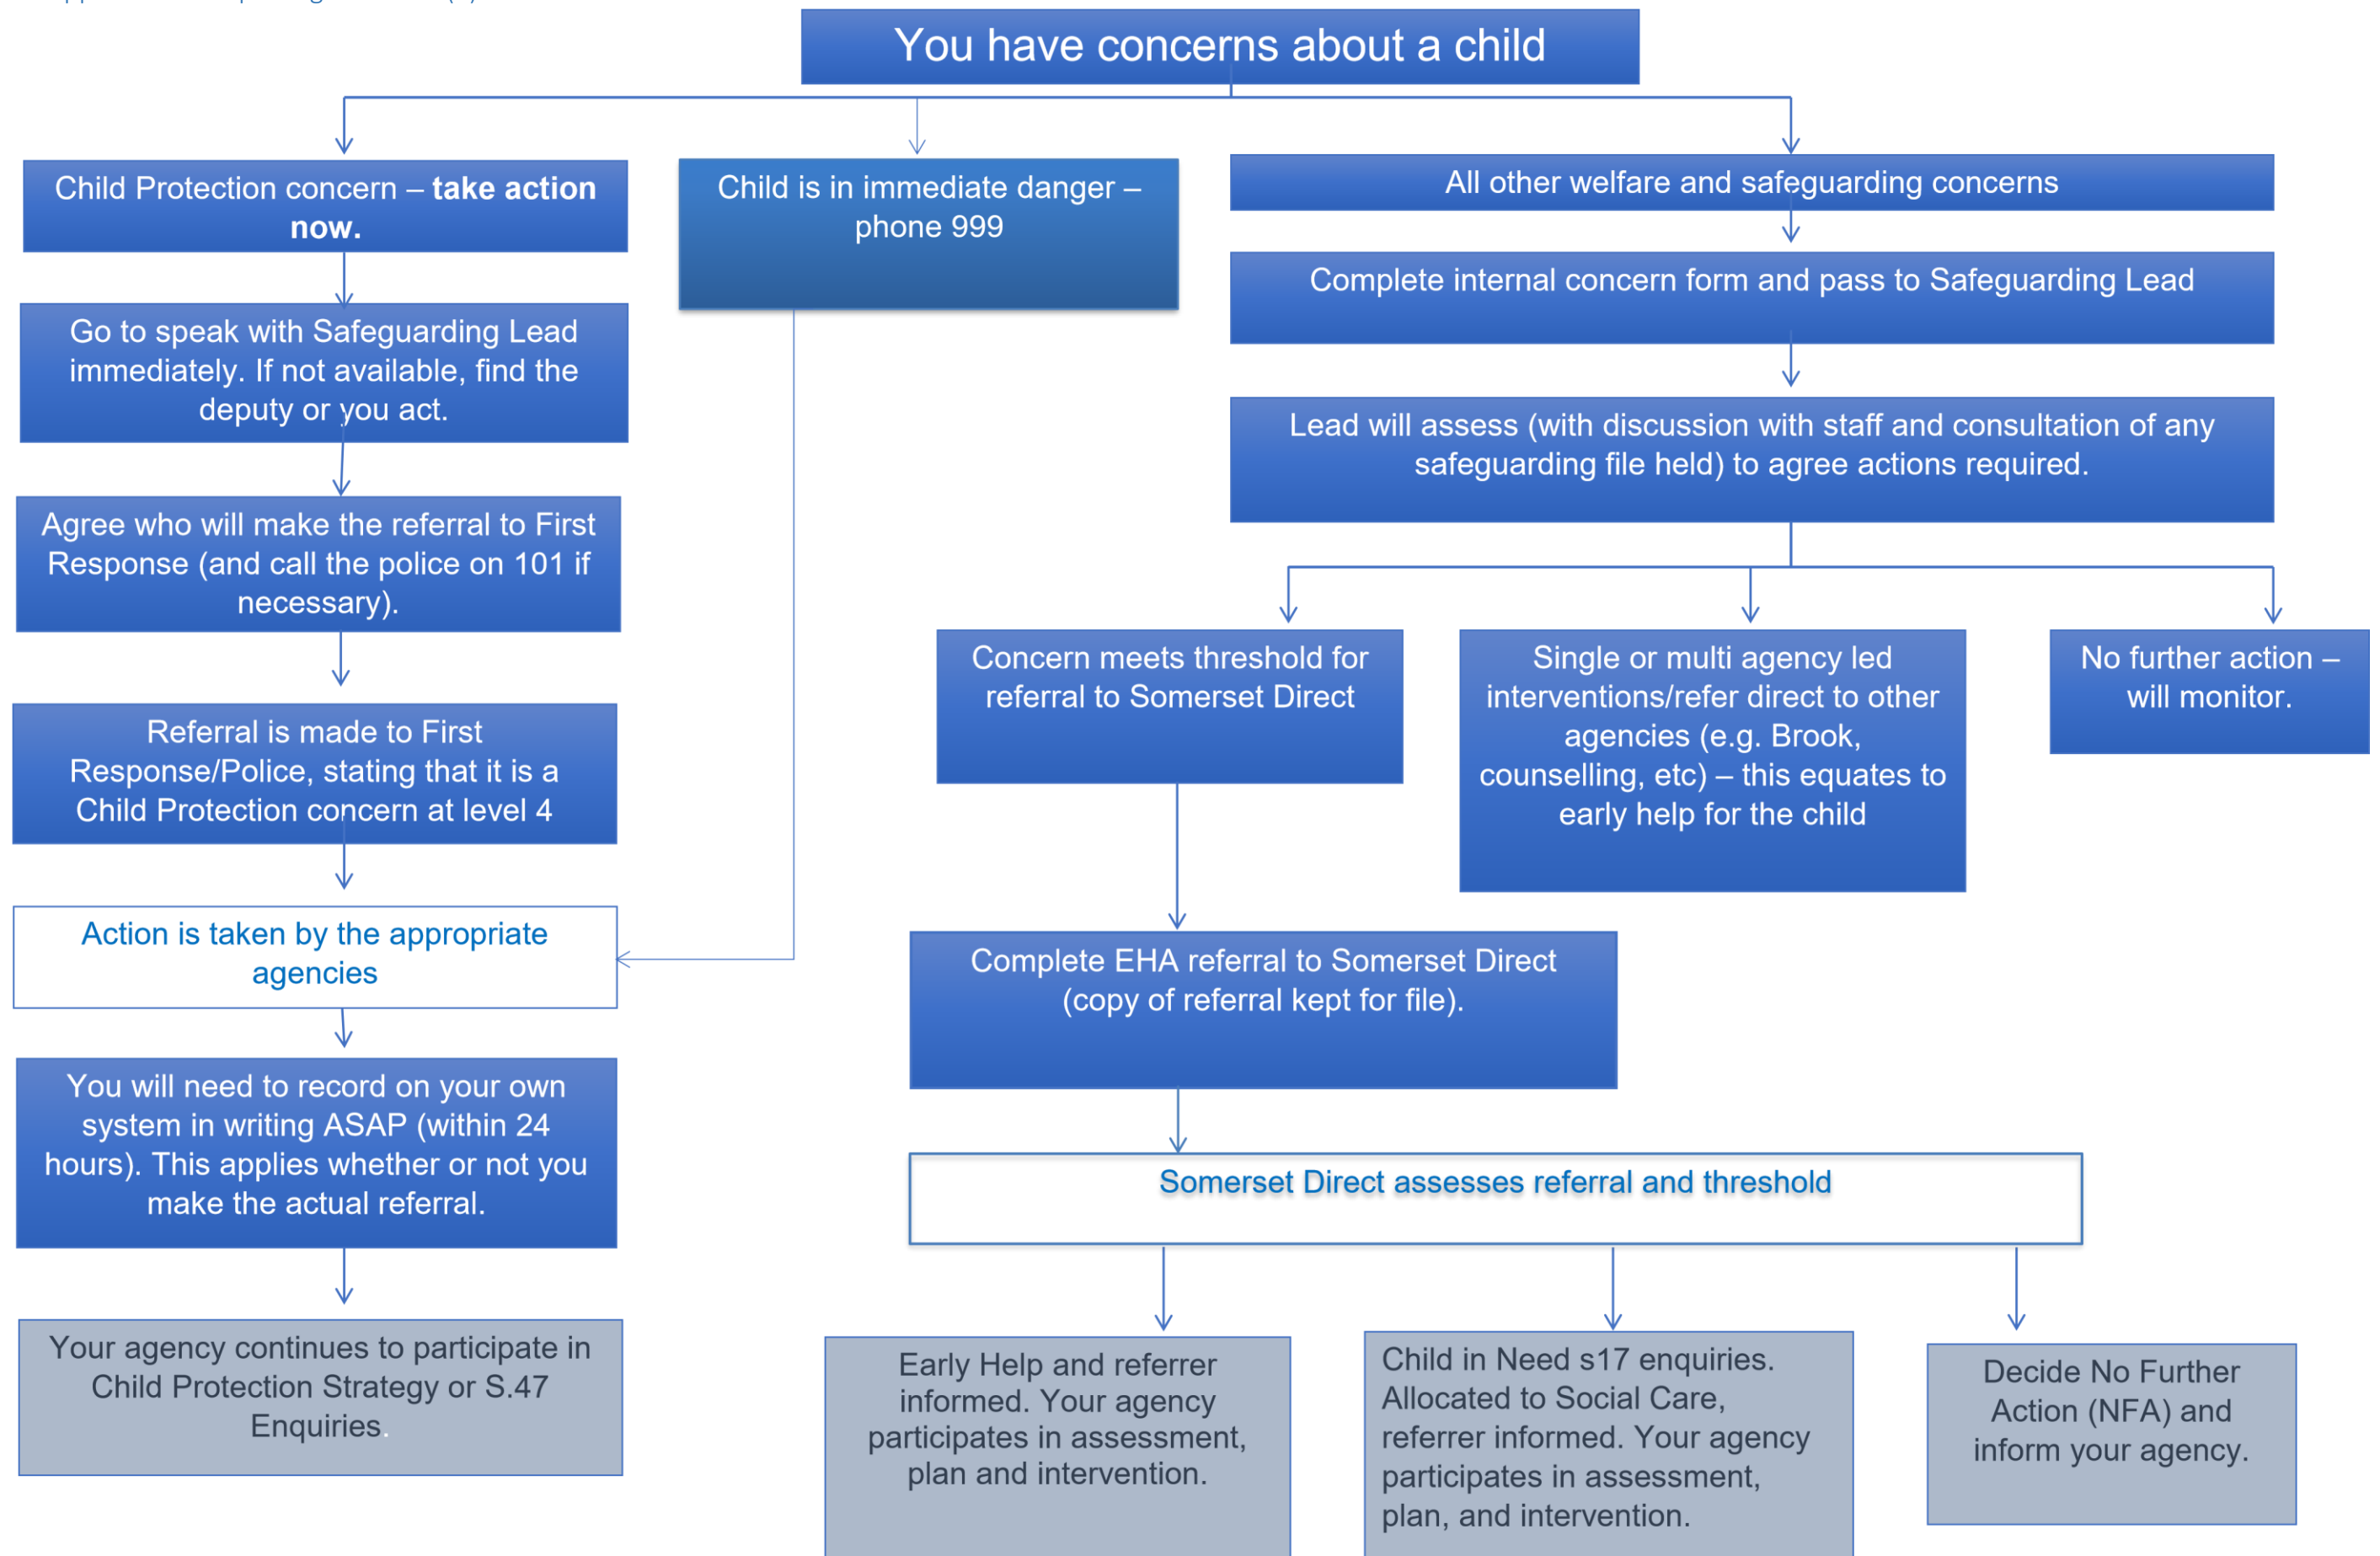 You have concerns about a child
Child Protection concern – take action
now.
Go to speak with Safeguarding Lead
immediately. If not available, find the
deputy or you act.
Agree who will make the referral to First
Response (and call the police on 101 if
necessary).
Referral is made to First
Response/Police, stating that it is a
Child Protection concern at level 4
Action is taken by the appropriate
agencies
You will need to record on your own
system in writing ASAP (within 24
hours). This applies whether or not you
make the actual referral.
Your agency continues to participate in
Child Protection Strategy or S.47
Enquiries.
Child is in immediate danger –
phone 999
All other welfare and safeguarding concerns
Complete internal concern form and pass to Safeguarding Lead
Lead will assess (with discussion with staff and consultation of any
safeguarding file held) to agree actions required.
Concern meets threshold for
referral to Somerset Direct
Single or multi agency led
interventions/refer direct to other
agencies (e.g. Brook,
counselling, etc) – this equates to
early help for the child
No further action –
will monitor.
Complete EHA referral to Somerset Direct
(copy of referral kept for file).
Somerset Direct assesses referral and threshold
Early Help and referrer
informed. Your agency
participates in assessment,
plan and intervention.
Child in Need s17 enquiries.
Allocated to Social Care,
referrer informed. Your agency
participates in assessment,
plan, and intervention.
Decide No Further
Action (NFA) and
inform your agency.